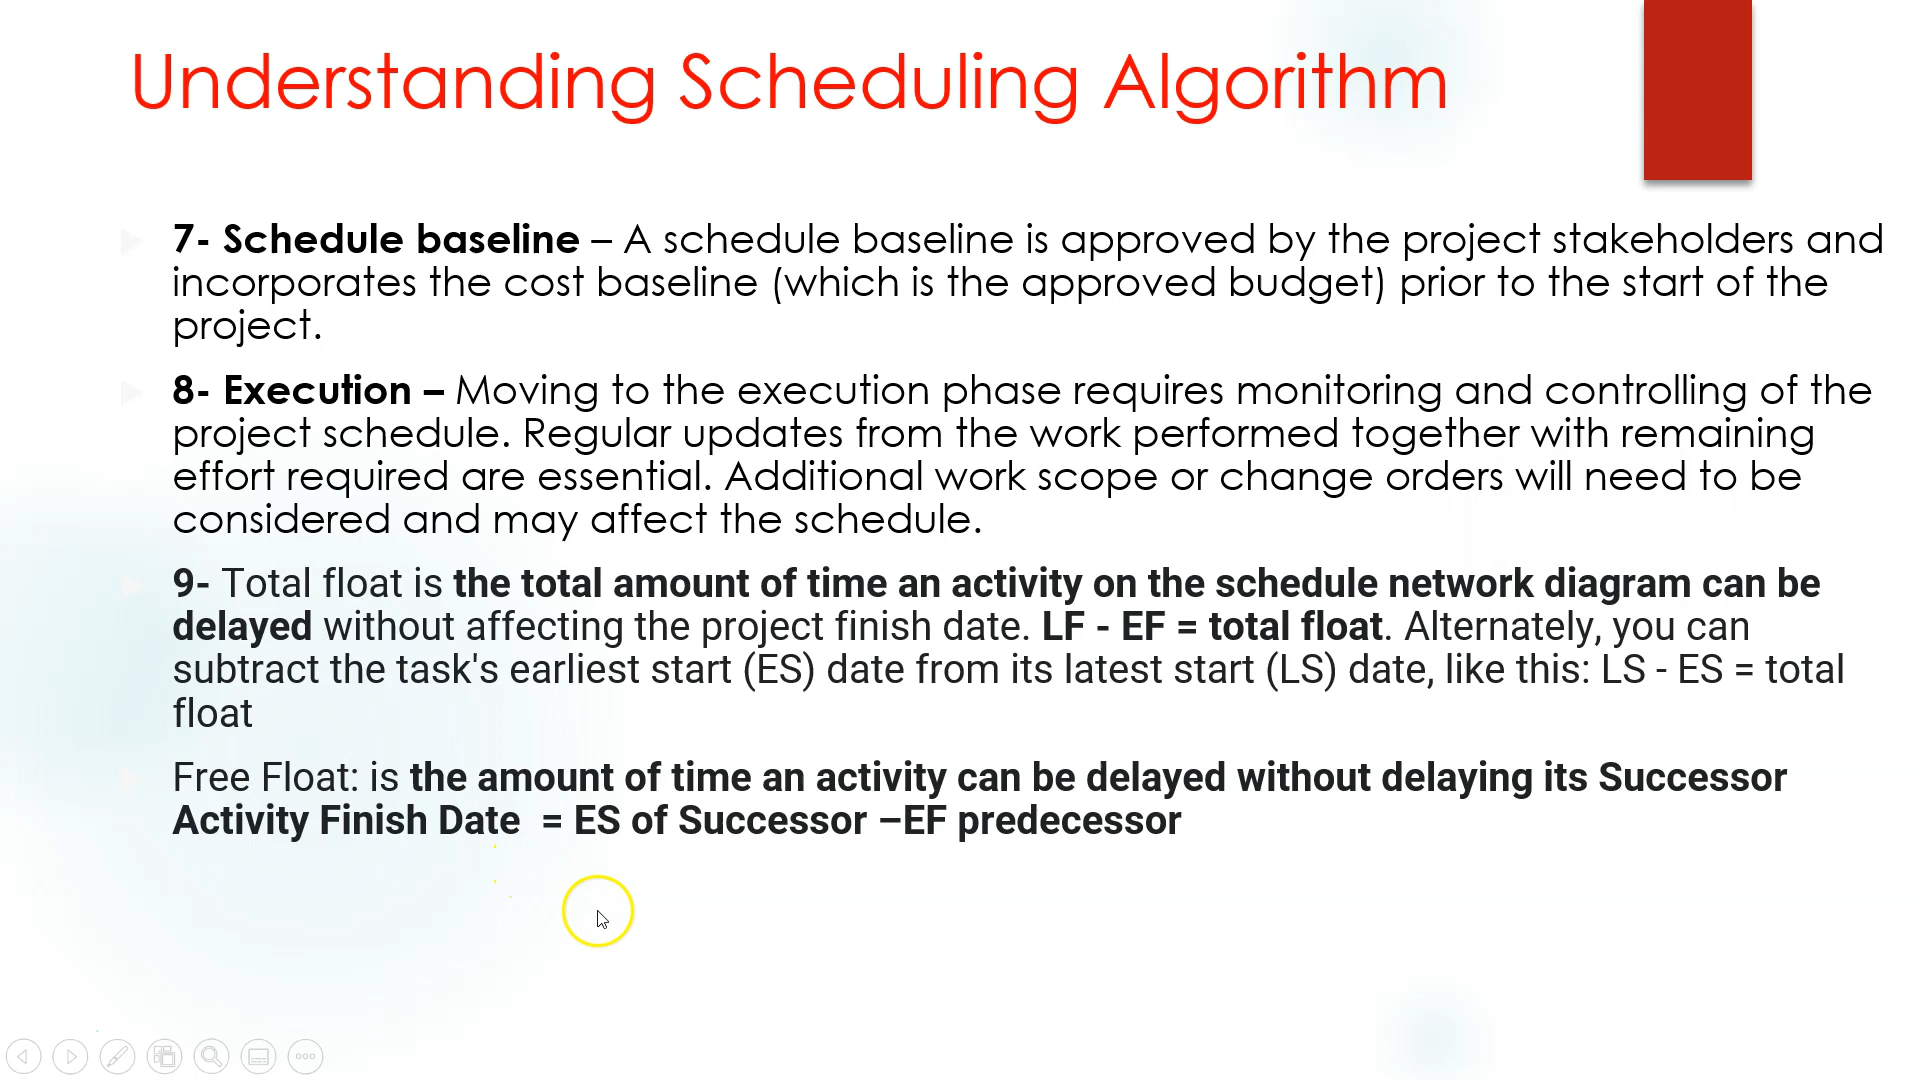 Understanding Scheduling Algorithm
7- Schedule baseline – A schedule baseline is approved by the project stakeholders and
incorporates the cost baseline (which is the approved budget) prior to the start of the
project.
8- Execution – Moving to the execution phase requires monitoring and controlling of the
project schedule. Regular updates from the work performed together with remaining
effort required are essential. Additional work scope or change orders will need to be
considered and may affect the schedule.
9- Total float is the total amount of time an activity on the schedule network diagram can be
delayed without affecting the project finish date. LF - EF = total float. Alternately, you can
subtract the task's earliest start (ES) date from its latest start (LS) date, like this: LS - ES = total
float
Free Float: is the amount of time an activity can be delayed without delaying its Successor
Activity Finish Date  = ES of Successor –EF predecessor